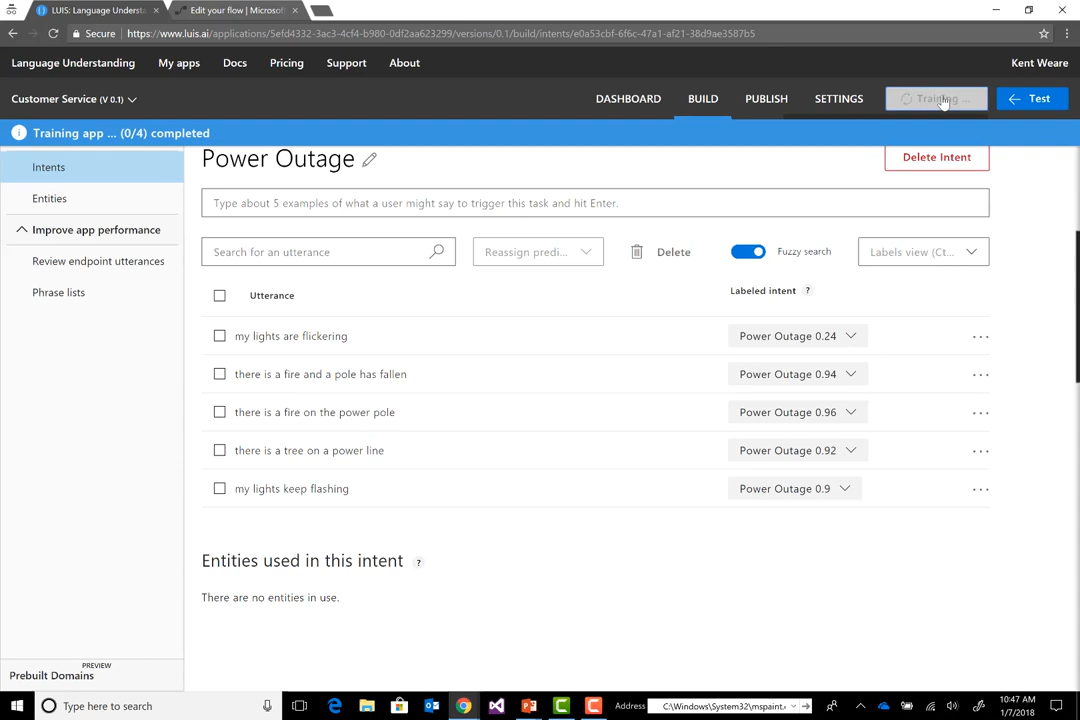 LUIS: Language Understa
Edit your flow | Microsof
Secure
https://www.luis.ai/applications/5efd4332-3ac3-4cf4-b980-0df2aa623299/versions/0.1/build/intents/e0a53cbf-6f6c-47a1-af21-38d9ae3587b5
Language Understanding My apps Docs Pricing Support About Kent Weare
Customer Service (V 0.1) DASHBOARD BUILD PUBLISH SETTINGS Training ... Test
Training app ... (0/4) completed
Intents
Entities
Improve app performance
Review endpoint utterances
Phrase lists
PREVIEW
Prebuilt Domains
Power Outage
Delete Intent
Type about 5 examples of what a user might say to trigger this task and hit Enter.
Search for an utterance Reassign predi... Delete Fuzzy search Labels view (Ct...
Utterance Labeled intent ?
my lights are flickering Power Outage 0.24
there is a fire and a pole has fallen Power Outage 0.94
there is a fire on the power pole Power Outage 0.96
there is a tree on a power line Power Outage 0.92
my lights keep flashing Power Outage 0.9
Entities used in this intent ?
There are no entities in use.
Type here to search
Address C:\Windows\System32\mspaint.
10:47 AM
1/7/2018